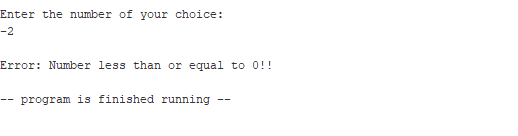 Enter the number of your choice:
-2
Error: Number less than or equal to 0!!
-- program is finished running --